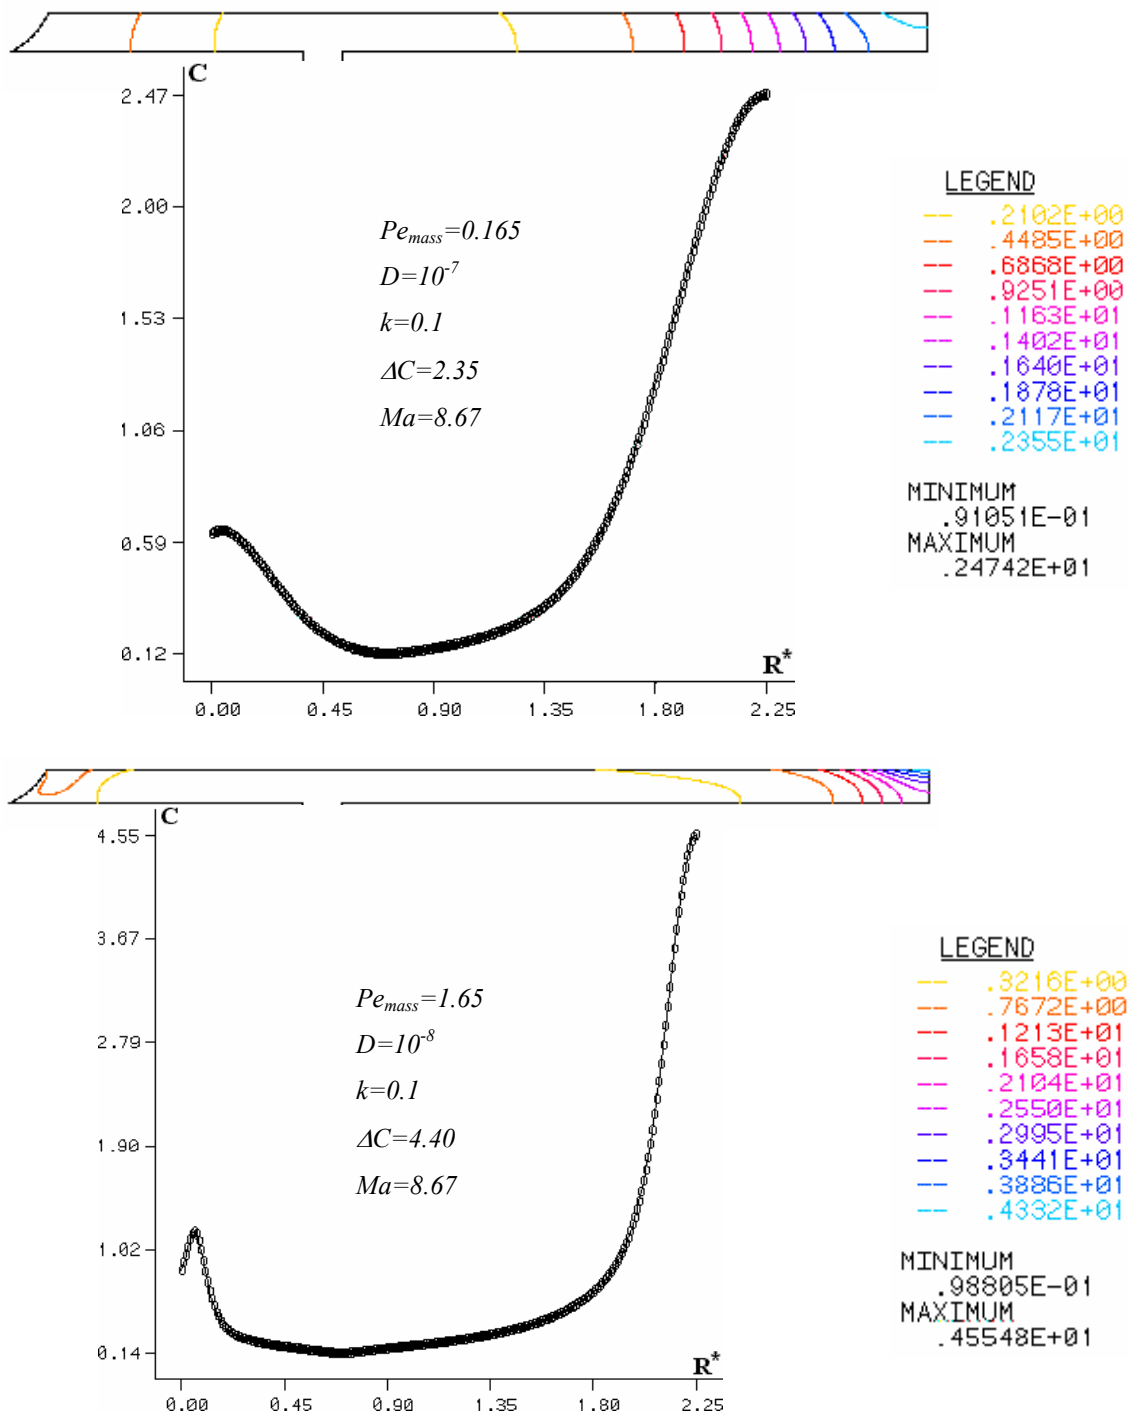 C
2.47
2.00
1.53
1.06
0.59
0.12
Pemass=0.165
D=10-7
k=0.1
ΔC=2.35
Ma=8.67
R*
0.00 0.45 0.90 1.35 1.80 2.25
LEGEND
-- .2102E+00
-- .4485E+00
-- .6868E+00
-- .9251E+00
-- .1163E+01
-- .1402E+01
-- .1640E+01
-- .1878E+01
-- .2117E+01
-- .2355E+01
MINIMUM
.91051E-01
MAXIMUM
.24742E+01
C
4.55
3.67
2.79
1.90
1.02
0.14
Pemass=1.65
D=10-8
k=0.1
ΔC=4.40
Ma=8.67
R*
0.00 0.45 0.90 1.35 1.80 2.25
LEGEND
-- .3216E+00
-- .7672E+00
-- .1213E+01
-- .1658E+01
-- .2104E+01
-- .2550E+01
-- .2995E+01
-- .3441E+01
-- .3886E+01
-- .4332E+01
MINIMUM
.98805E-01
MAXIMUM
.45548E+01